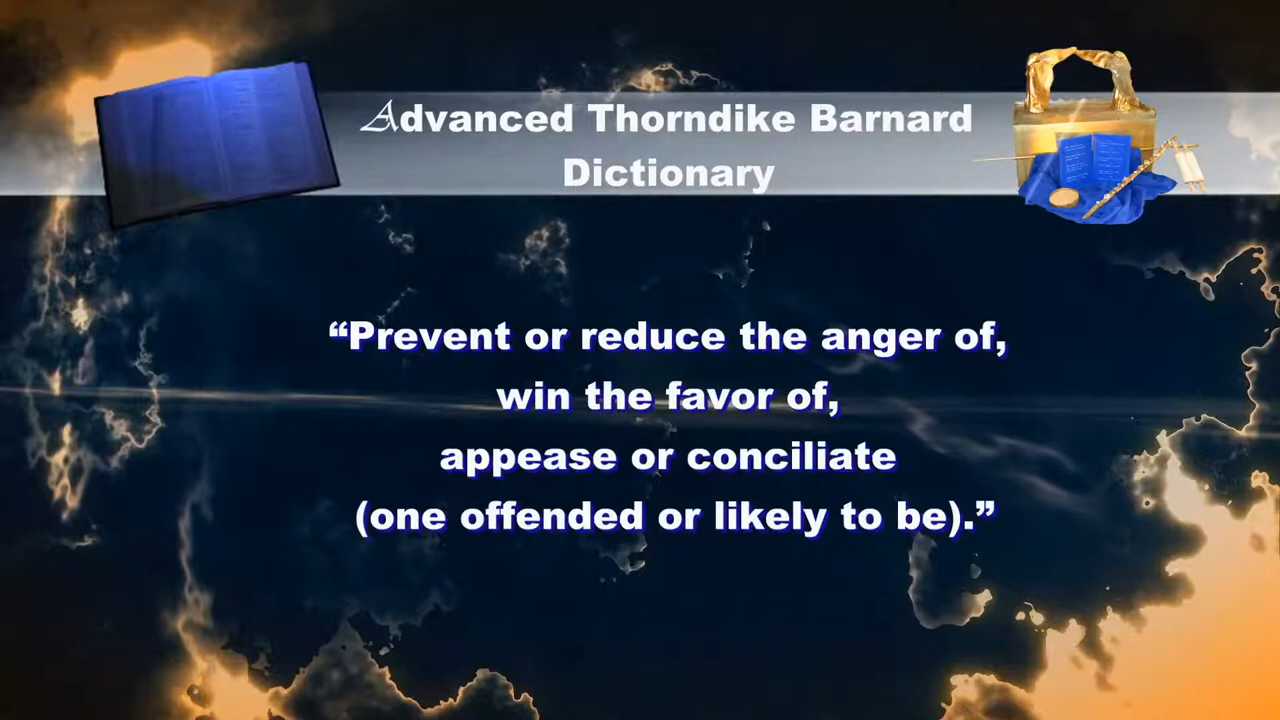 Advanced Thorndike Barnard
Dictionary
“Prevent or reduce the anger of,
win the favor of,
appease or conciliate
(one offended or likely to be).”